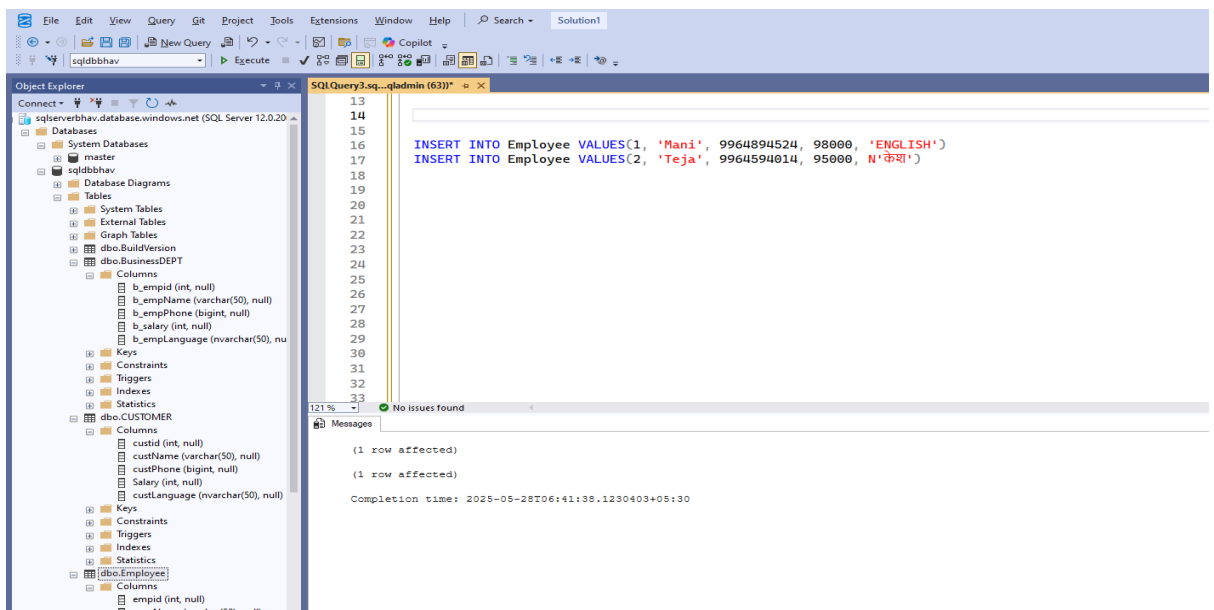 File Edit View Query Git Project Tools Extensions Window Help Search Solution1
New Query Copilot
sqldbbhav Execute
Object Explorer
SQLQuery3.sq...qladmin (63))*
Connect
sqlserverbhav.database.windows.net (SQL Server 12.0.20
Databases
System Databases
master
sqldbbhav
Database Diagrams
Tables
System Tables
External Tables
Graph Tables
dbo.BuildVersion
dbo.BusinessDEPT
Columns
b_empid (int, null)
b_empName (varchar(50), null)
b_empPhone (bigint, null)
b_salary (int, null)
b_empLanguage (nvarchar(50), nu
Keys
Constraints
Triggers
Indexes
Statistics
dbo.CUSTOMER
Columns
custid (int, null)
custName (varchar(50), null)
custPhone (bigint, null)
Salary (int, null)
custLanguage (nvarchar(50), null)
Keys
Constraints
Triggers
Indexes
Statistics
dbo.Employee
Columns
empid (int, null)
13
14
15
16 INSERT INTO Employee VALUES(1, 'Mani', 9964894524, 98000, 'ENGLISH')
17 INSERT INTO Employee VALUES(2, 'Teja', 9964594014, 95000, N'केश')
18
19
20
21
22
23
24
25
26
27
28
29
30
31
32
33
121 % No issues found
Messages
(1 row affected)
(1 row affected)
Completion time: 2025-05-28T06:41:38.1230403+05:30